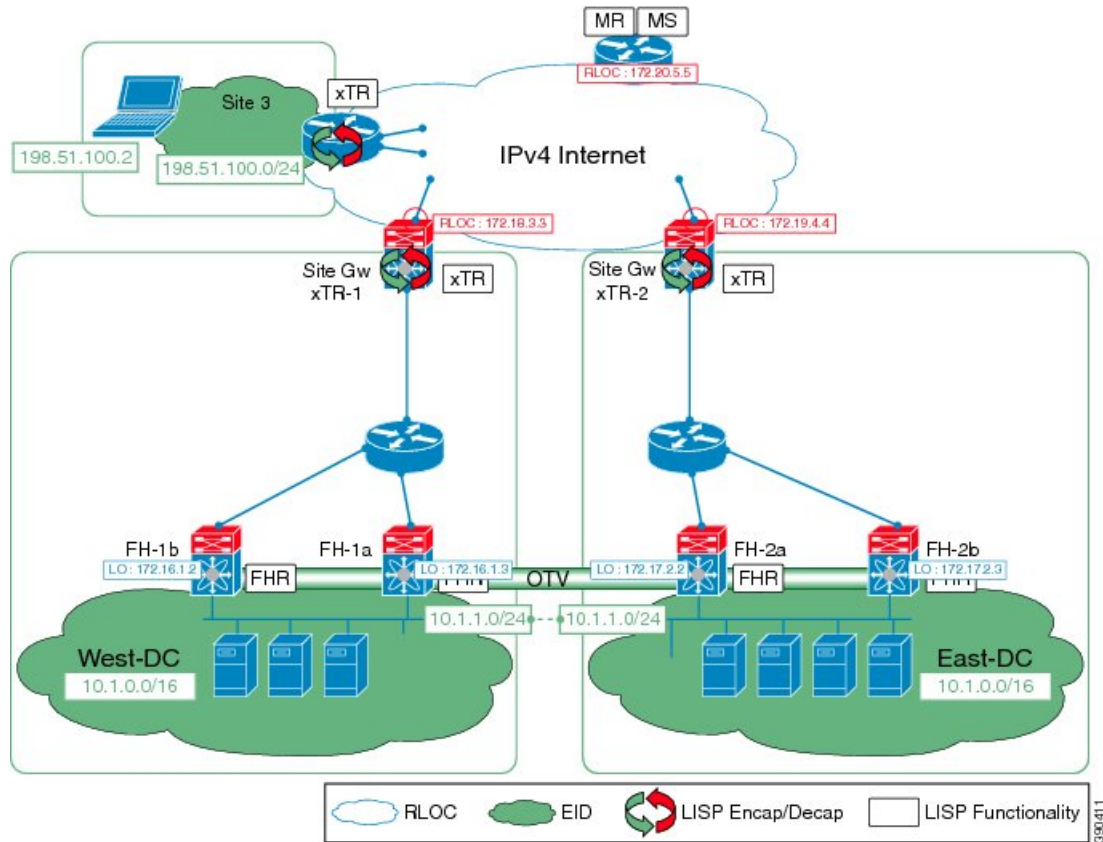 MR
MS
RLOC : 172.20.5.5
Site 3
xTR
198.51.100.2
198.51.100.0/24
IPv4 Internet
RLOC : 172.18.3.3
RLOC : 172.19.4.4
Site Gw
xTR-1
xTR
Site Gw
xTR-2
xTR
FH-1b
FH-1a
FH-2a
FH-2b
LO : 172.16.1.2
FHR
LO : 172.16.1.3
OTV
LO : 172.17.2.2
FHR
LO : 172.17.2.3
10.1.1.0/24
10.1.1.0/24
West-DC
10.1.0.0/16
East-DC
10.1.0.0/16
RLOC
EID
LISP Encap/Decap
LISP Functionality
390411